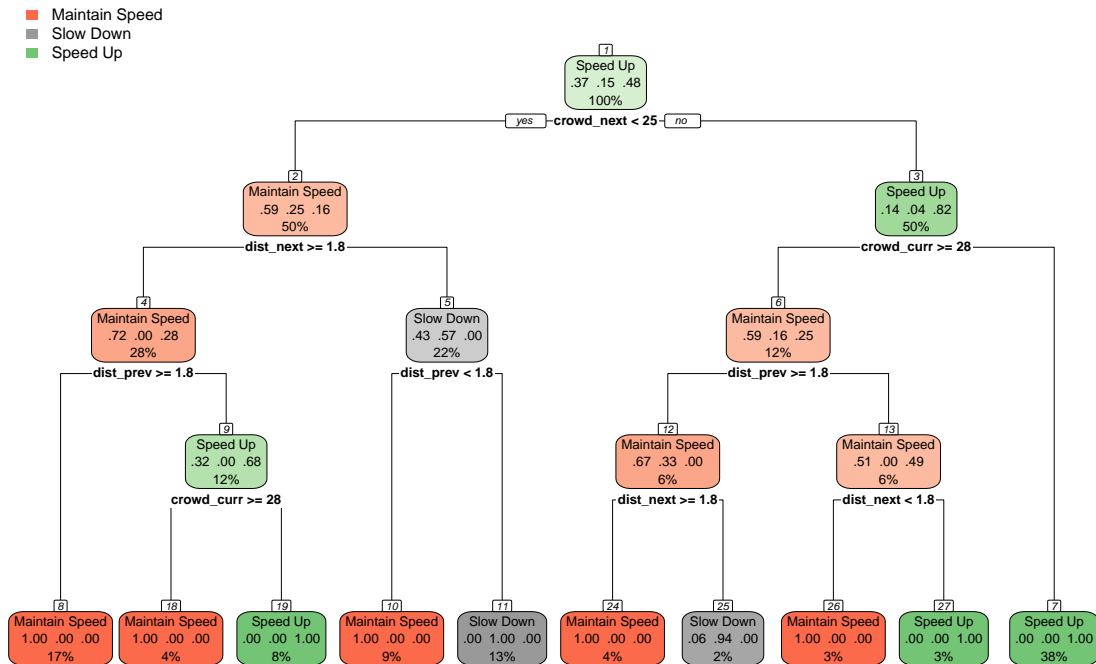 Maintain Speed
Slow Down
Speed Up
1
Speed Up
.37 .15 .48
100%
yes crowd_next < 25 no
2
Maintain Speed
.59 .25 .16
50%
dist_next >= 1.8
3
Speed Up
.14 .04 .82
50%
crowd_curr >= 28
4
Maintain Speed
.72 .00 .28
28%
dist_prev >= 1.8
5
Slow Down
.43 .57 .00
22%
dist_prev < 1.8
6
Maintain Speed
.59 .16 .25
12%
dist_prev >= 1.8
9
Speed Up
.32 .00 .68
12%
crowd_curr >= 28
12
Maintain Speed
.67 .33 .00
6%
dist_next >= 1.8
13
Maintain Speed
.51 .00 .49
6%
dist_next < 1.8
8
Maintain Speed
1.00 .00 .00
17%
18
Maintain Speed
1.00 .00 .00
4%
19
Speed Up
.00 .00 1.00
8%
10
Maintain Speed
1.00 .00 .00
9%
11
Slow Down
.00 1.00 .00
13%
24
Maintain Speed
1.00 .00 .00
4%
25
Slow Down
.06 .94 .00
2%
26
Maintain Speed
1.00 .00 .00
3%
27
Speed Up
.00 .00 1.00
3%
7
Speed Up
.00 .00 1.00
38%